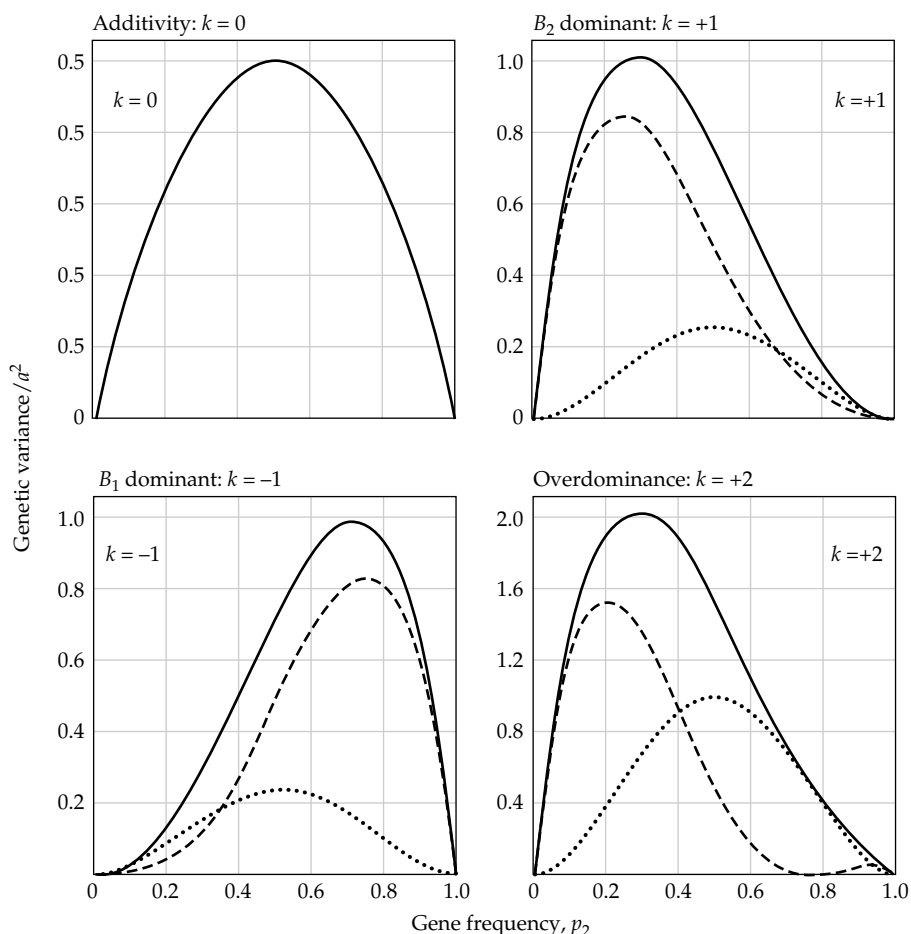 Additivity: k = 0
0.5
0.5
0.5
0.5
0.5
0
k = 0
B2 dominant: k = +1
1.0
0.8
0.6
0.4
0.2
0
k =+1
Genetic variance/a²
B1 dominant: k = –1
1.0
0.8
0.6
0.4
0.2
k = –1
0 0.2 0.4 0.6 0.8 1.0
Overdominance: k = +2
2.0
1.6
1.2
0.8
0.4
k =+2
0 0.2 0.4 0.6 0.8 1.0
Gene frequency, p2